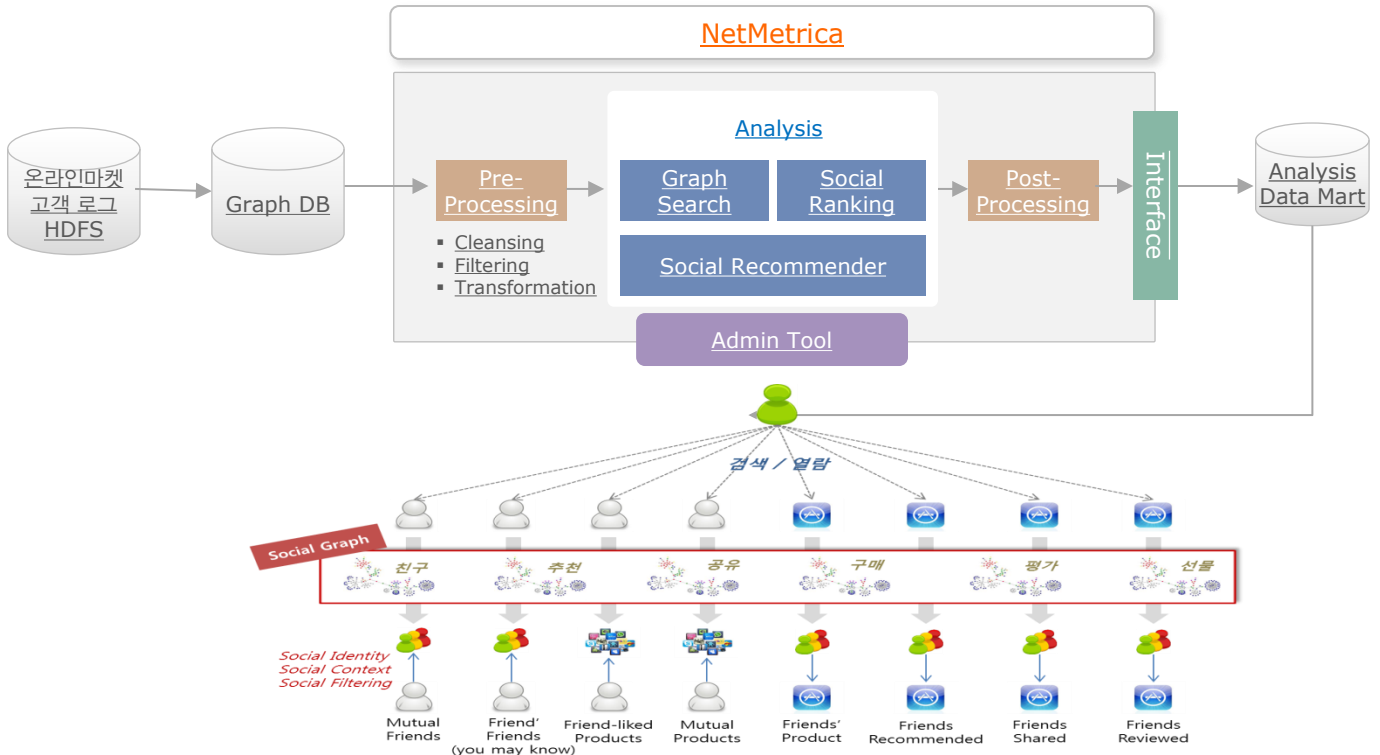 NetMetrica
온라인마켓
고객 로그
HDFS
Graph DB
Pre-
Processing
▪ Cleansing
▪ Filtering
▪ Transformation
Analysis
Graph
Search
Social
Ranking
Social Recommender
Post-
Processing
Interface
Analysis
Data Mart
Admin Tool
검색 / 열람
Social Graph
친구
추천
공유
구매
평가
선물
Social Identity
Social Context
Social Filtering
Mutual
Friends
Friend'
Friends
(you may know)
Friend-liked
Products
Mutual
Products
Friends'
Product
Friends
Recommended
Friends
Shared
Friends
Reviewed